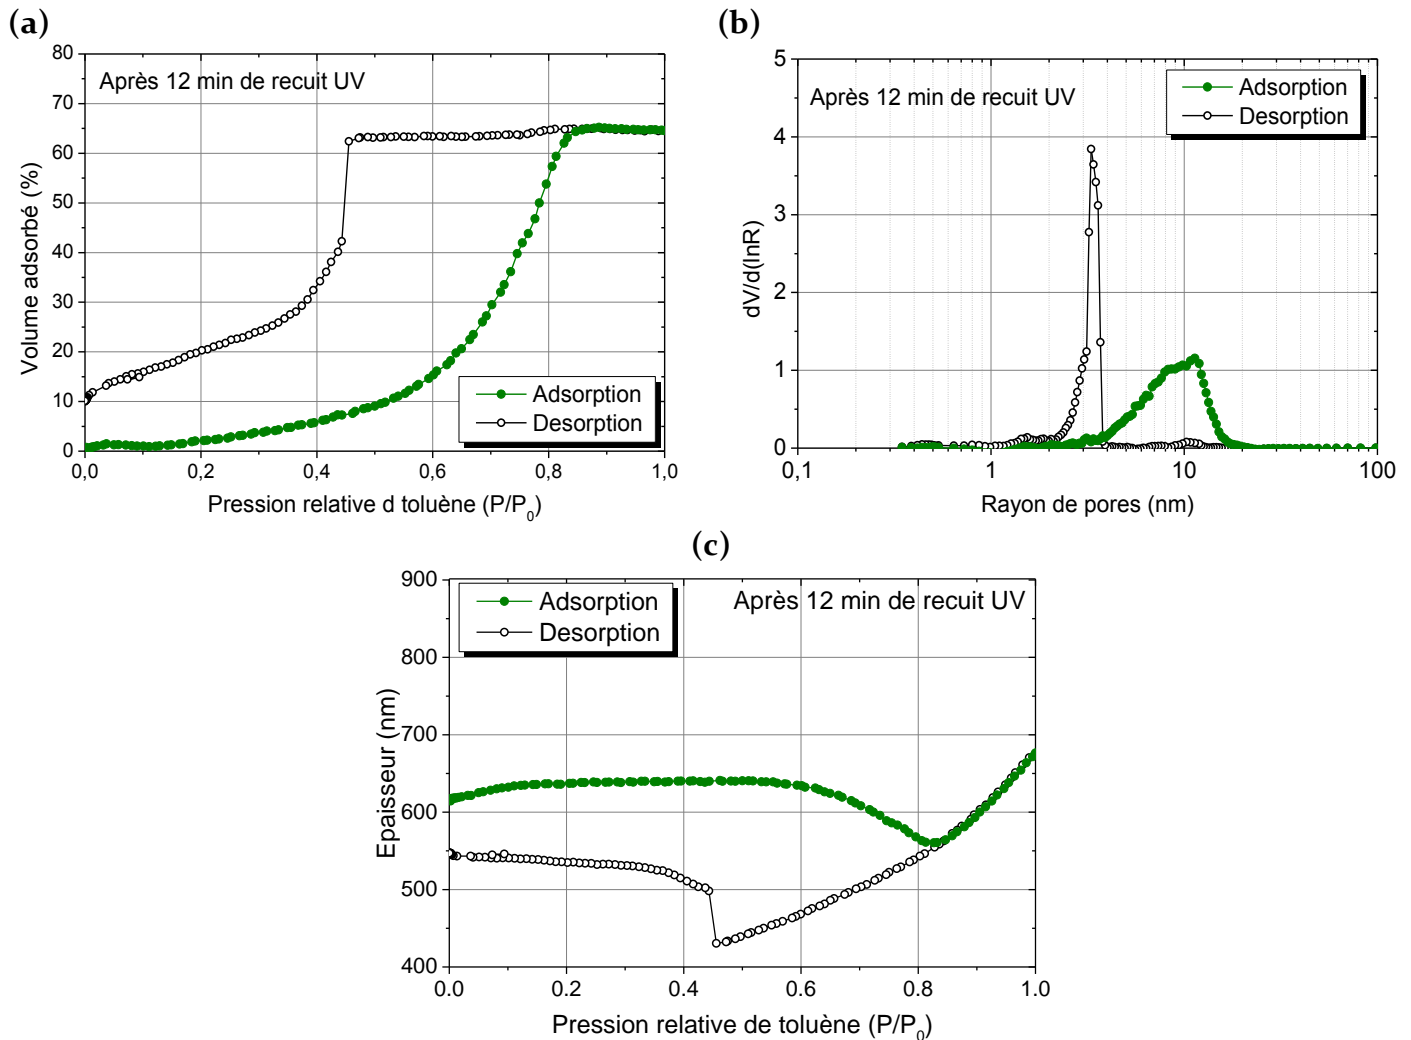 (a)
Après 12 min de recuit UV
80
70
60
50
40
30
20
10
0
Volume adsorbé (%)
Adsorption
Desorption
0,0 0,2 0,4 0,6 0,8 1,0
Pression relative d toluène (P/P0)
(b)
Après 12 min de recuit UV
Adsorption
Desorption
5
4
3
2
1
0
dV/d(lnR)
0,1 1 10 100
Rayon de pores (nm)
(c)
Adsorption
Desorption
Après 12 min de recuit UV
900
800
700
600
500
400
Epaisseur (nm)
0.0 0.2 0.4 0.6 0.8 1.0
Pression relative de toluène (P/P0)